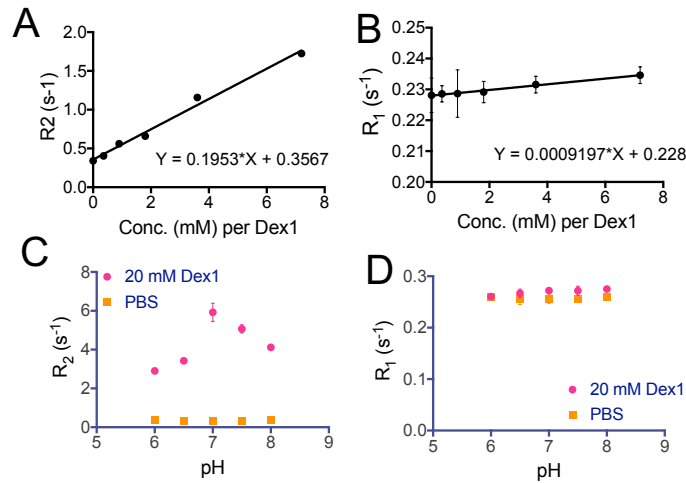 A
R2 (s-1)
2.0
1.5
1.0
0.5
0.0
Y = 0.1953*X + 0.3567
0 2 4 6 8
Conc. (mM) per Dex1
B
R1 (s-1)
0.25
0.24
0.23
0.22
0.21
0.20
Y = 0.0009197*X + 0.228
0 2 4 6 8
Conc. (mM) per Dex1
C
20 mM Dex1
PBS
R2 (s-1)
8
6
4
2
0
5 6 7 8 9
pH
D
R1 (s-1)
0.3
0.2
0.1
0.0
20 mM Dex1
PBS
5 6 7 8 9
pH